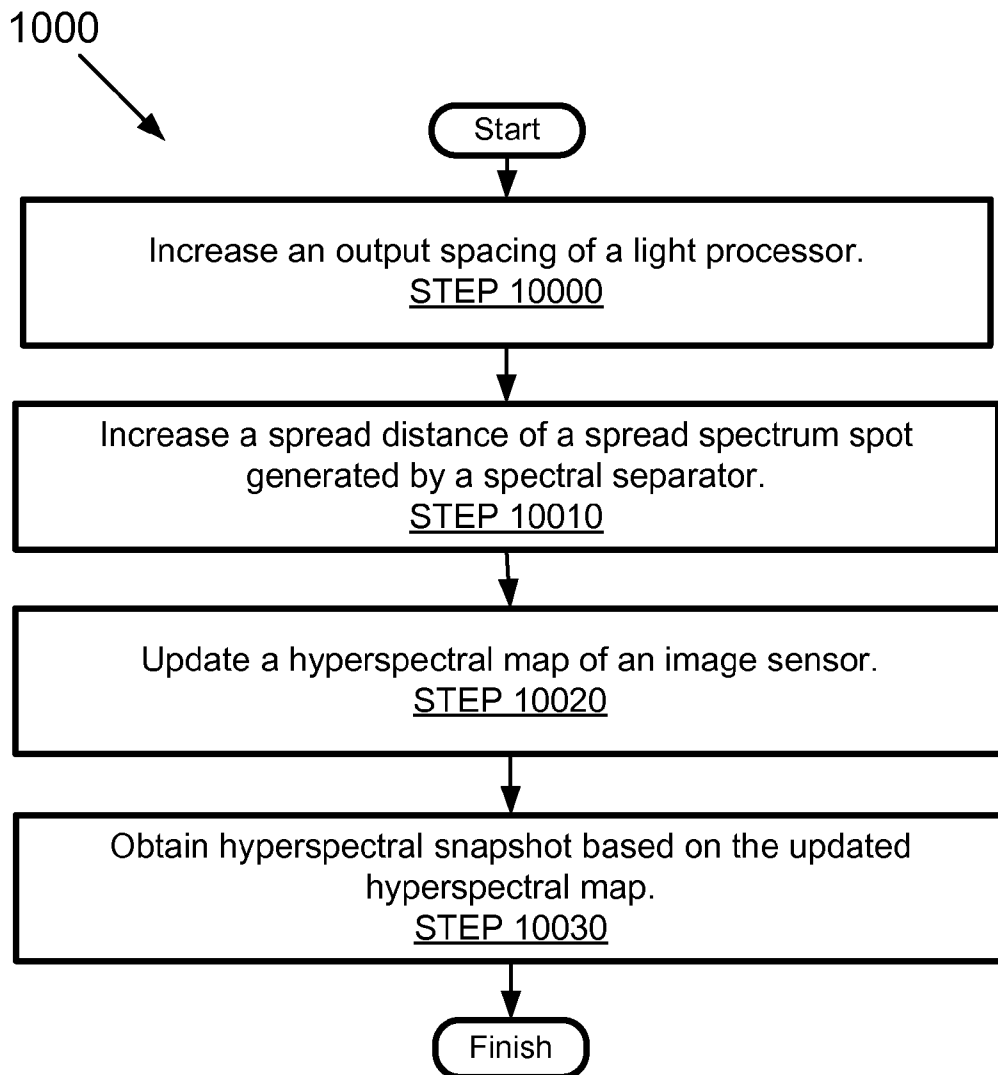 1000
Start
Increase an output spacing of a light processor.
STEP 10000
Increase a spread distance of a spread spectrum spot
generated by a spectral separator.
STEP 10010
Update a hyperspectral map of an image sensor.
STEP 10020
Obtain hyperspectral snapshot based on the updated
hyperspectral map.
STEP 10030
Finish